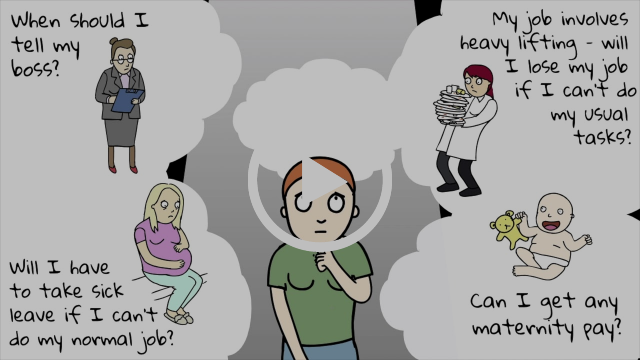 When should I
tell my
boss?
My job involves
heavy lifting - will
I lose my job
if I can't do
my usual
tasks?
Will I have
to take sick
leave if I can't
do my normal job?
Can I get any
maternity pay?